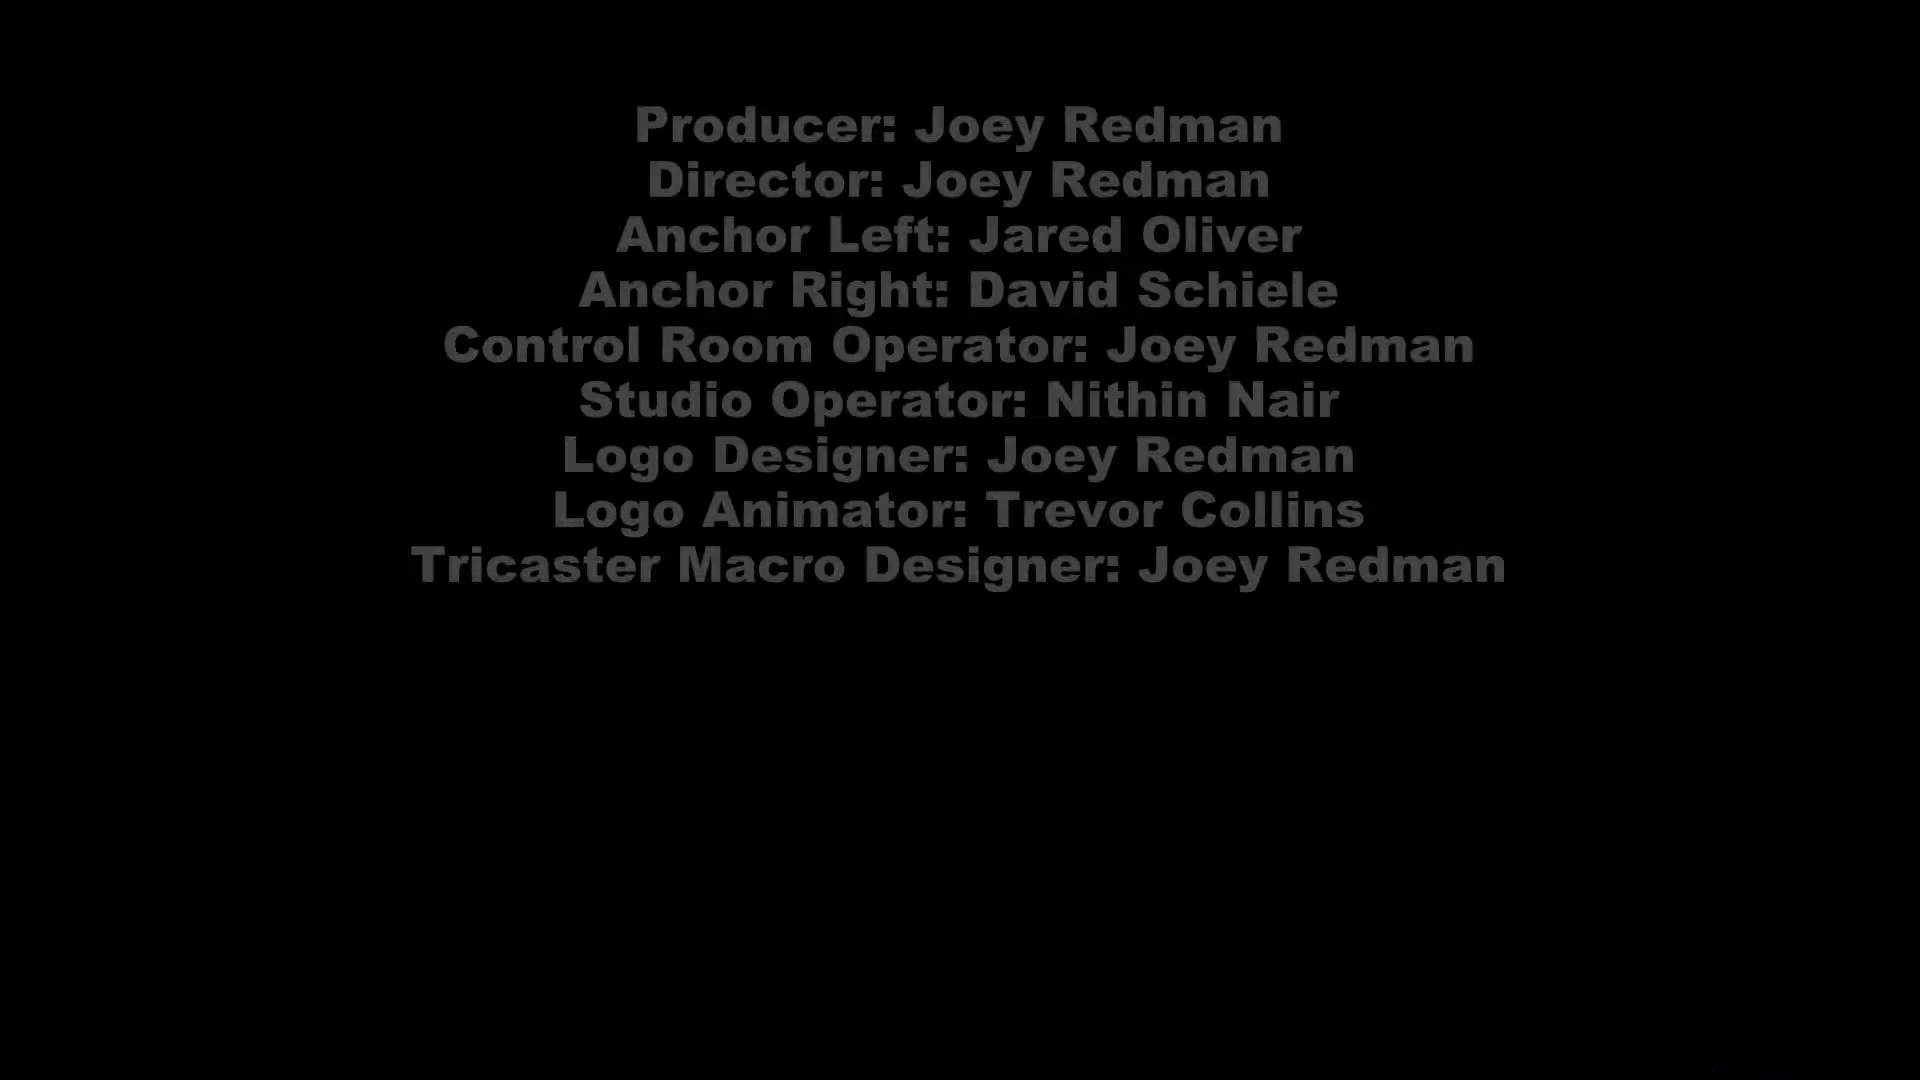 Producer: Joey Redman
Director: Joey Redman
Anchor Left: Jared Oliver
Anchor Right: David Schiele
Control Room Operator: Joey Redman
Studio Operator: Nithin Nair
Logo Designer: Joey Redman
Logo Animator: Trevor Collins
Tricaster Macro Designer: Joey Redman